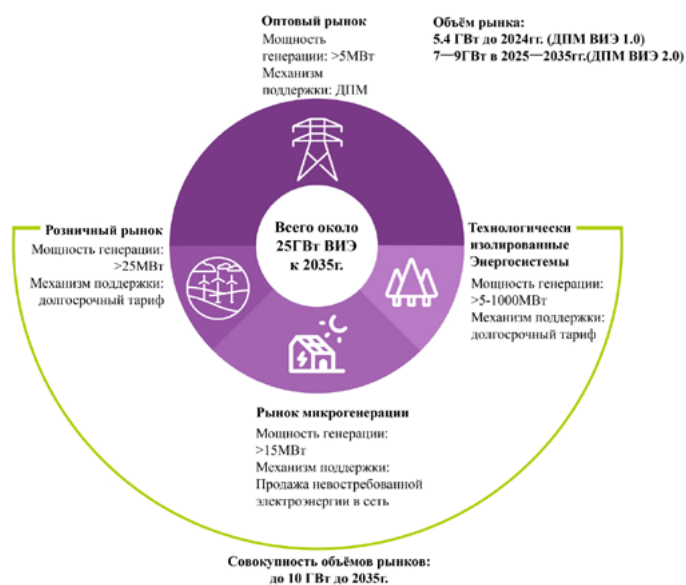 Оптовый рынок
Мощность
генерации: >5МВт
Механизм
поддержки: ДПМ
Объём рынка:
5.4 ГВт до 2024гг. (ДПМ ВИЭ 1.0)
7—9ГВт в 2025—2035гг.(ДПМ ВИЭ 2.0)
Всего около
25ГВт ВИЭ
к 2035г.
Розничный рынок
Мощность генерации:
>25МВт
Механизм поддержки:
долгосрочный тариф
Технологически
изолированные
Энергосистемы
Мощность генерации:
>5-1000МВт
Механизм поддержки:
долгосрочный тариф
Рынок микрогенерации
Мощность генерации:
>15МВт
Механизм поддержки:
Продажа невостребованной
электроэнергии в сеть
Совокупность объёмов рынков:
до 10 ГВт до 2035г.